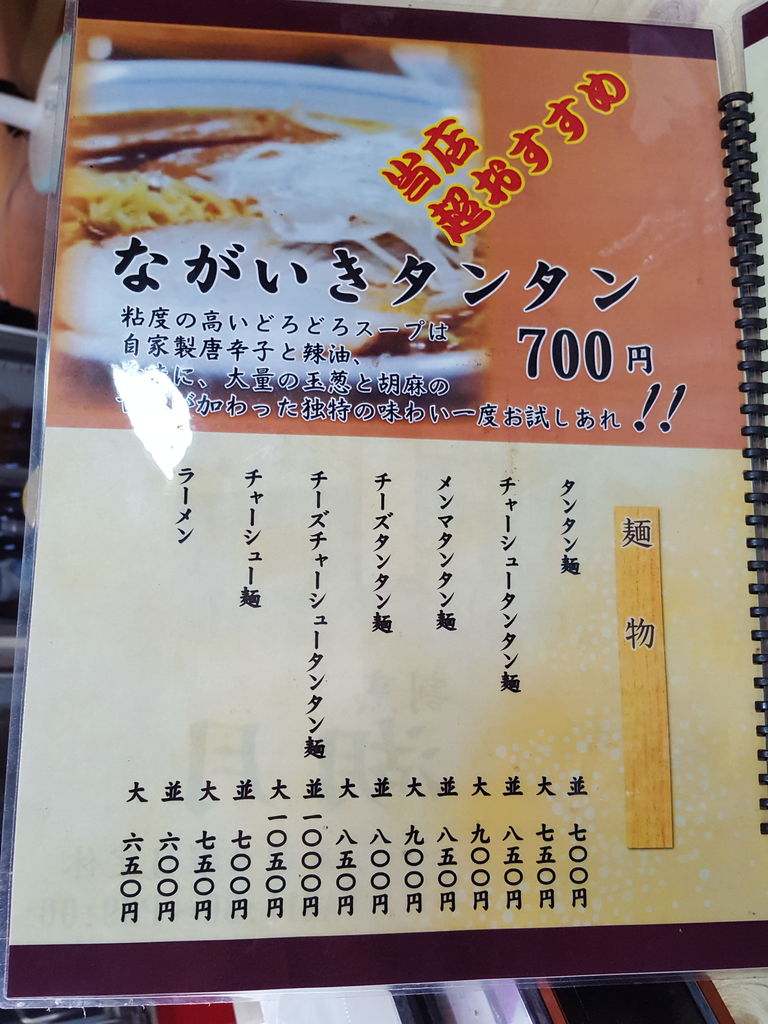 当店
超おすすめ
ながいきタンタン
粘度の高いどろどろスープは
自家製唐辛子と辣油、
に、大量の玉葱と胡麻の
が加わった独特の味わい一度お試しあれ!!
700円
麺物
タンタン麺 並 七〇〇円
大 七五〇円
チャーシュータンタン麺 並 八五〇円
大 九〇〇円
メンマタンタン麺 並 八五〇円
大 九〇〇円
チーズタンタン麺 並 八〇〇円
大 八五〇円
チーズチャーシュータンタン麺 並 一〇〇〇円
大 一〇五〇円
チャーシュー麺 並 七〇〇円
大 七五〇円
ラーメン 並 六〇〇円
大 六五〇円